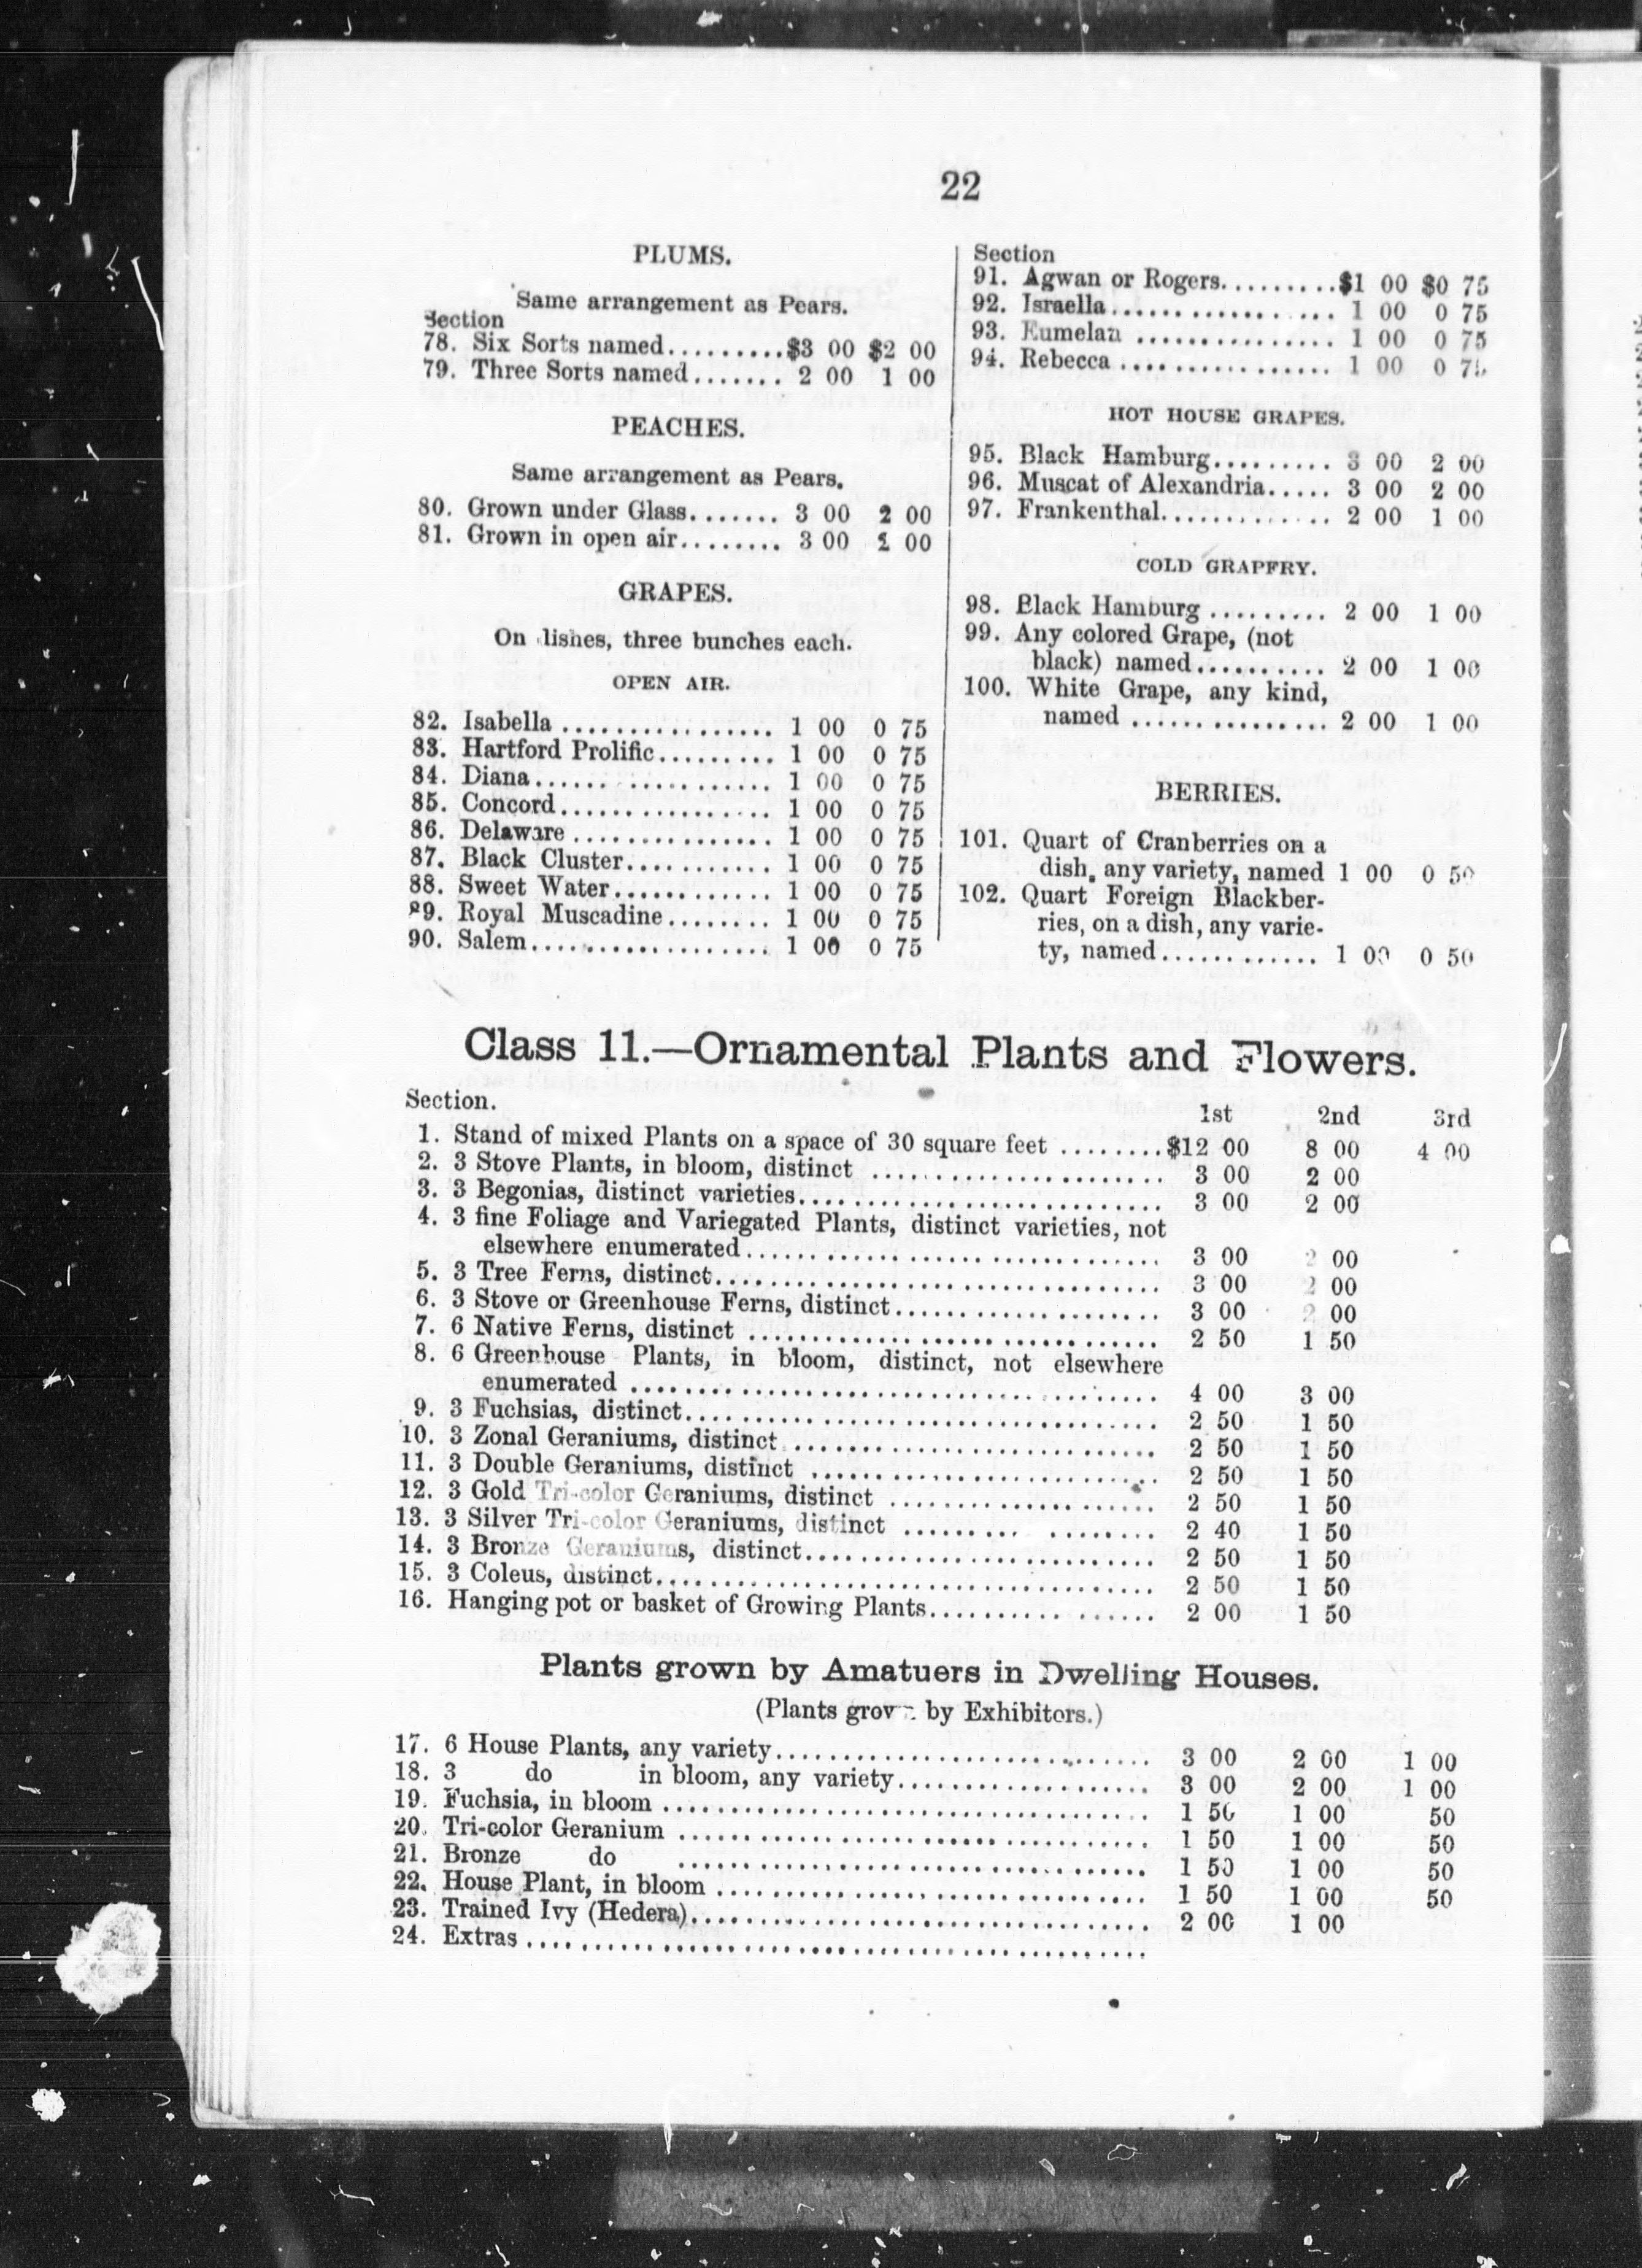 22
PLUMS.
Same arrangement as Pears.
Section
78. Six Sorts named.........$3 00 $2 00
79. Three Sorts named....... 2 00 1 00
PEACHES.
Same arrangement as Pears.
80. Grown under Glass....... 3 00 2 00
81. Grown in open air........ 3 00 2 00
GRAPES.
On lishes, three bunches each.
OPEN AIR.
82. Isabella ................. 1 00 0 75
83. Hartford Prolific......... 1 00 0 75
84. Diana................... 1 00 0 75
85. Concord................. 1 00 0 75
86. Delaware ................ 1 00 0 75
87. Black Cluster............ 1 00 0 75
88. Sweet Water............. 1 00 0 75
89. Royal Muscadine........ 1 00 0 75
90. Salem................... 1 00 0 75
Section
91. Agwan or Rogers.........$1 00 $0 75
92. Israella.................. 1 00 0 75
93. Eumelan ............... 1 00 0 75
94. Rebecca ................. 1 00 0 75
HOT HOUSE GRAPES.
95. Black Hamburg......... 3 00 2 00
96. Muscat of Alexandria..... 3 00 2 00
97. Frankenthal............. 2 00 1 00
COLD GRAPERY.
98. Black Hamburg ......... 2 00 1 00
99. Any colored Grape, (not
black) named.......... 2 00 1 00
100. White Grape, any kind,
named ............... 2 00 1 00
BERRIES.
101. Quart of Cranberries on a
dish, any variety, named 1 00 0 50
102. Quart Foreign Blackber-
ries, on a dish, any varie-
ty, named............ 1 00 0 50
Class 11.—Ornamental Plants and Flowers.
Section. 1st 2nd 3rd
1. Stand of mixed Plants on a space of 30 square feet ........$12 00 8 00 4 00
2. 3 Stove Plants, in bloom, distinct ...................... 3 00 2 00
3. 3 Begonias, distinct varieties............................ 3 00 2 00
4. 3 fine Foliage and Variegated Plants, distinct varieties, not
elsewhere enumerated................................ 3 00 2 00
5. 3 Tree Ferns, distinct.................................. 3 00 2 00
6. 3 Stove or Greenhouse Ferns, distinct.................... 3 00 2 00
7. 6 Native Ferns, distinct ................................ 2 50 1 50
8. 6 Greenhouse Plants, in bloom, distinct, not elsewhere
enumerated ........................................ 4 00 3 00
9. 3 Fuchsias, distinct.................................... 2 50 1 50
10. 3 Zonal Geraniums, distinct ............................ 2 50 1 50
11. 3 Double Geraniums, distinct .......................... 2 50 1 50
12. 3 Gold Tri-color Geraniums, distinct .................... 2 50 1 50
13. 3 Silver Tri-color Geraniums, distinct ......... ........ 2 40 1 50
14. 3 Bronze Geraniums, distinct........................... 2 50 1 50
15. 3 Coleus, distinct...................................... 2 50 1 50
16. Hanging pot or basket of Growing Plants................. 2 00 1 50
Plants grown by Amatuers in Dwelling Houses.
(Plants grown by Exhibitors.)
17. 6 House Plants, any variety............................. 3 00 2 00 1 00
18. 3 do in bloom, any variety................... 3 00 2 00 1 00
19. Fuchsia, in bloom ..................................... 1 50 1 00 50
20. Tri-color Geranium .................................... 1 50 1 00 50
21. Bronze do .................................... 1 50 1 00 50
22. House Plant, in bloom ................................. 1 50 1 00 50
23. Trained Ivy (Hedera)................................... 2 00 1 00
24. Extras ................................................